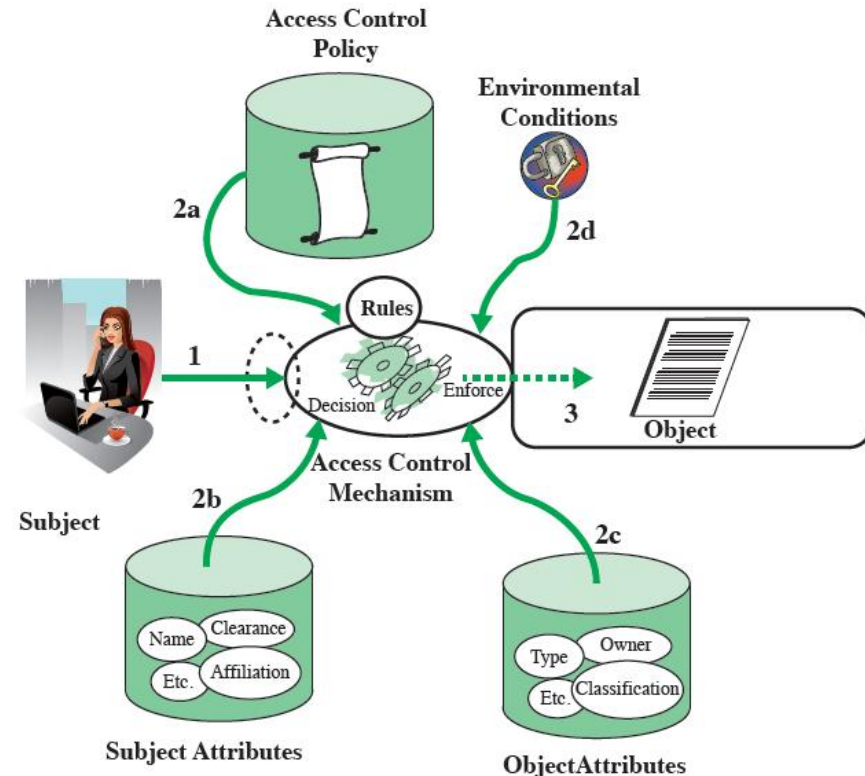 Access Control
Policy
Environmental
Conditions
2a
2d
Rules
1
Decision
Enforce
3
Object
Access Control
Mechanism
2b
2c
Subject
Name
Clearance
Etc.
Affiliation
Type
Owner
Etc.
Classification
Subject Attributes
ObjectAttributes